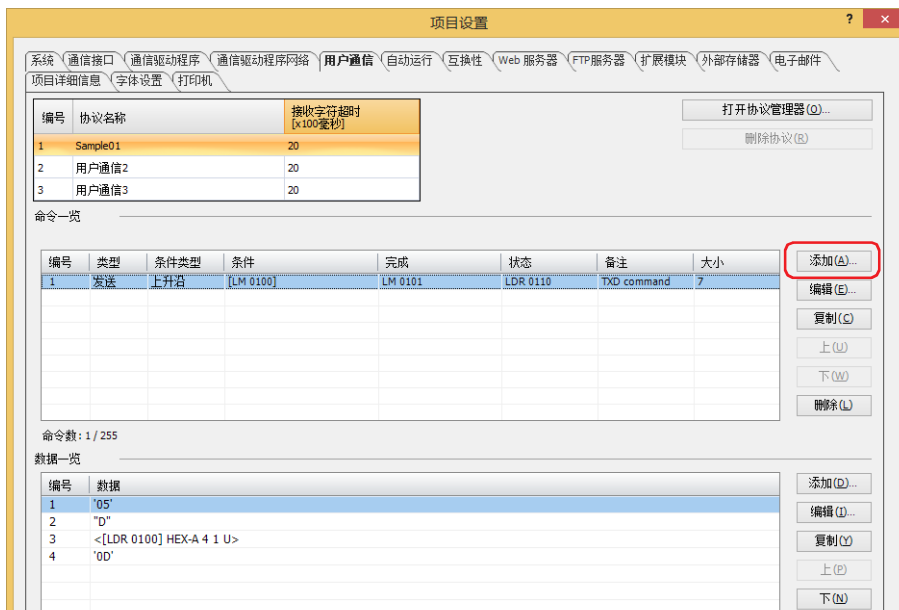 项目设置
? ×
系统 通信接口 通信驱动程序 通信驱动程序网络 用户通信 自动运行 互换性 Web 服务器 FTP服务器 扩展模块 外部存储器 电子邮件
项目详细信息 字体设置 打印机
编号 协议名称 接收字符超时
[x100毫秒]
1 Sample01 20
2 用户通信2 20
3 用户通信3 20
打开协议管理器(O)...
删除协议(R)
命令一览
编号 类型 条件类型 条件 完成 状态 备注 大小
1 发送 上升沿 [LM 0100] LM 0101 LDR 0110 TXD command 7
添加(A)...
编辑(E)...
复制(C)
上(U)
下(W)
删除(L)
命令数: 1 / 255
数据一览
编号 数据
1 '05'
2 "D"
3 <[LDR 0100] HEX-A 4 1 U>
4 '0D'
添加(D)...
编辑(I)...
复制(Y)
上(P)
下(N)